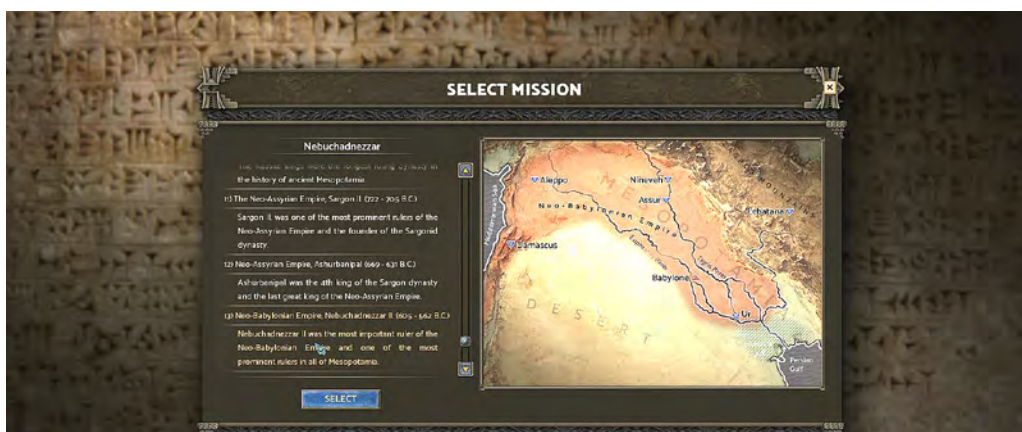 SELECT MISSION
Nebuchadnezzar
the history of ancient Mesopotamia.
11) The Neo-Assyrian Empire, Sargon II. (722 - 705 B.C.)
Sargon II. was one of the most prominent rulers of the
Neo-Assyrian Empire and the founder of the Sargonid
dynasty.
12) Neo-Assyrian Empire, Ashurbanipal (669 - 631 B.C.)
Ashurbanipal was the 4th king of the Sargon dynasty
and the last great king of the Neo-Assyrian Empire.
13) Neo-Babylonian Empire, Nebuchadnezzar II. (605 - 562 B.C.)
Nebuchadnezzar II was the most important ruler of the
Neo-Babylonian Empire and one of the most
prominent rulers in all of Mesopotamia.
SELECT
Aleppo
Nineveh
Assur
Ecbatana
MESOPOTAMIA
Neo-Babylonian Empire
Damascus
Babylone
Ur
DESERT
Persian
Gulf